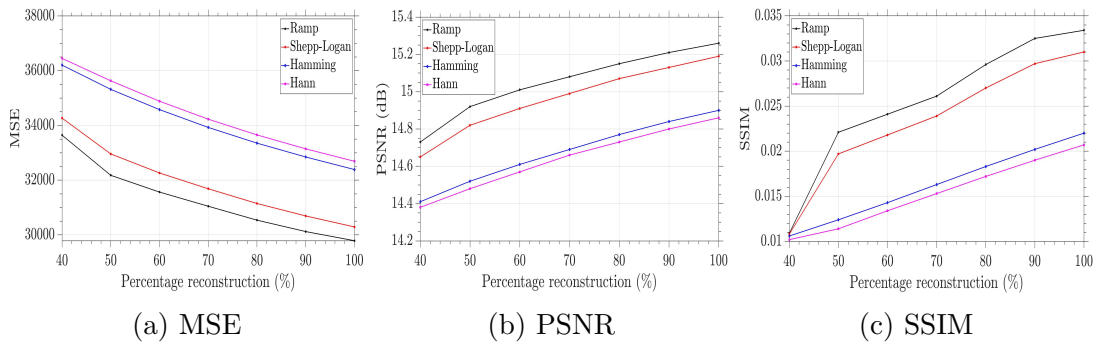 38000
36000
34000
32000
30000
MSE
40 50 60 70 80 90 100
Percentage reconstruction (%)
Ramp
Shepp-Logan
Hamming
Hann
(a) MSE
15.4
15.2
15
14.8
14.6
14.4
14.2
PSNR (dB)
40 50 60 70 80 90 100
Percentage reconstruction (%)
Ramp
Shepp-Logan
Hamming
Hann
(b) PSNR
0.035
0.03
0.025
0.02
0.015
0.01
SSIM
40 50 60 70 80 90 100
Percentage reconstruction (%)
Ramp
Shepp-Logan
Hamming
Hann
(c) SSIM